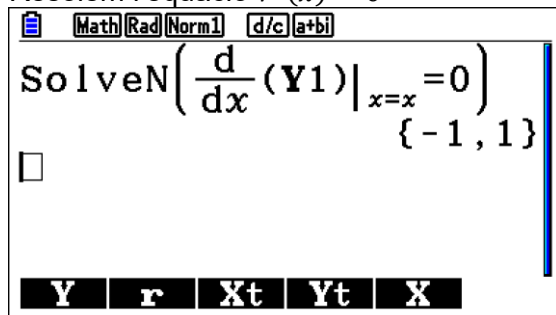 Math Rad Norm1 d/c a+bi
SolveN(d/dx(Y1)|x=x=0)
{-1,1}
Y r Xt Yt X